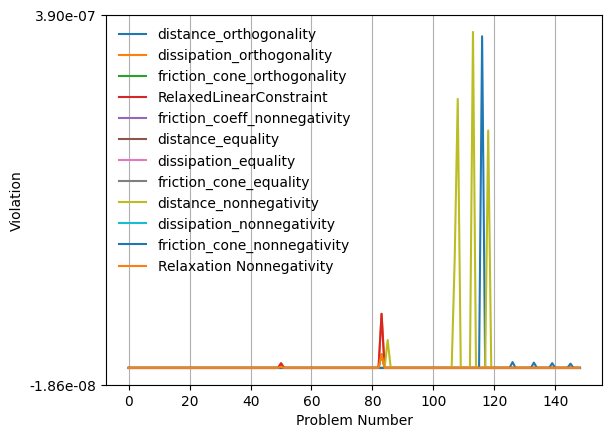 3.90e-07
distance_orthogonality
dissipation_orthogonality
friction_cone_orthogonality
RelaxedLinearConstraint
friction_coeff_nonnegativity
distance_equality
dissipation_equality
friction_cone_equality
distance_nonnegativity
dissipation_nonnegativity
friction_cone_nonnegativity
Relaxation Nonnegativity
Violation
-1.86e-08
0 20 40 60 80 100 120 140
Problem Number